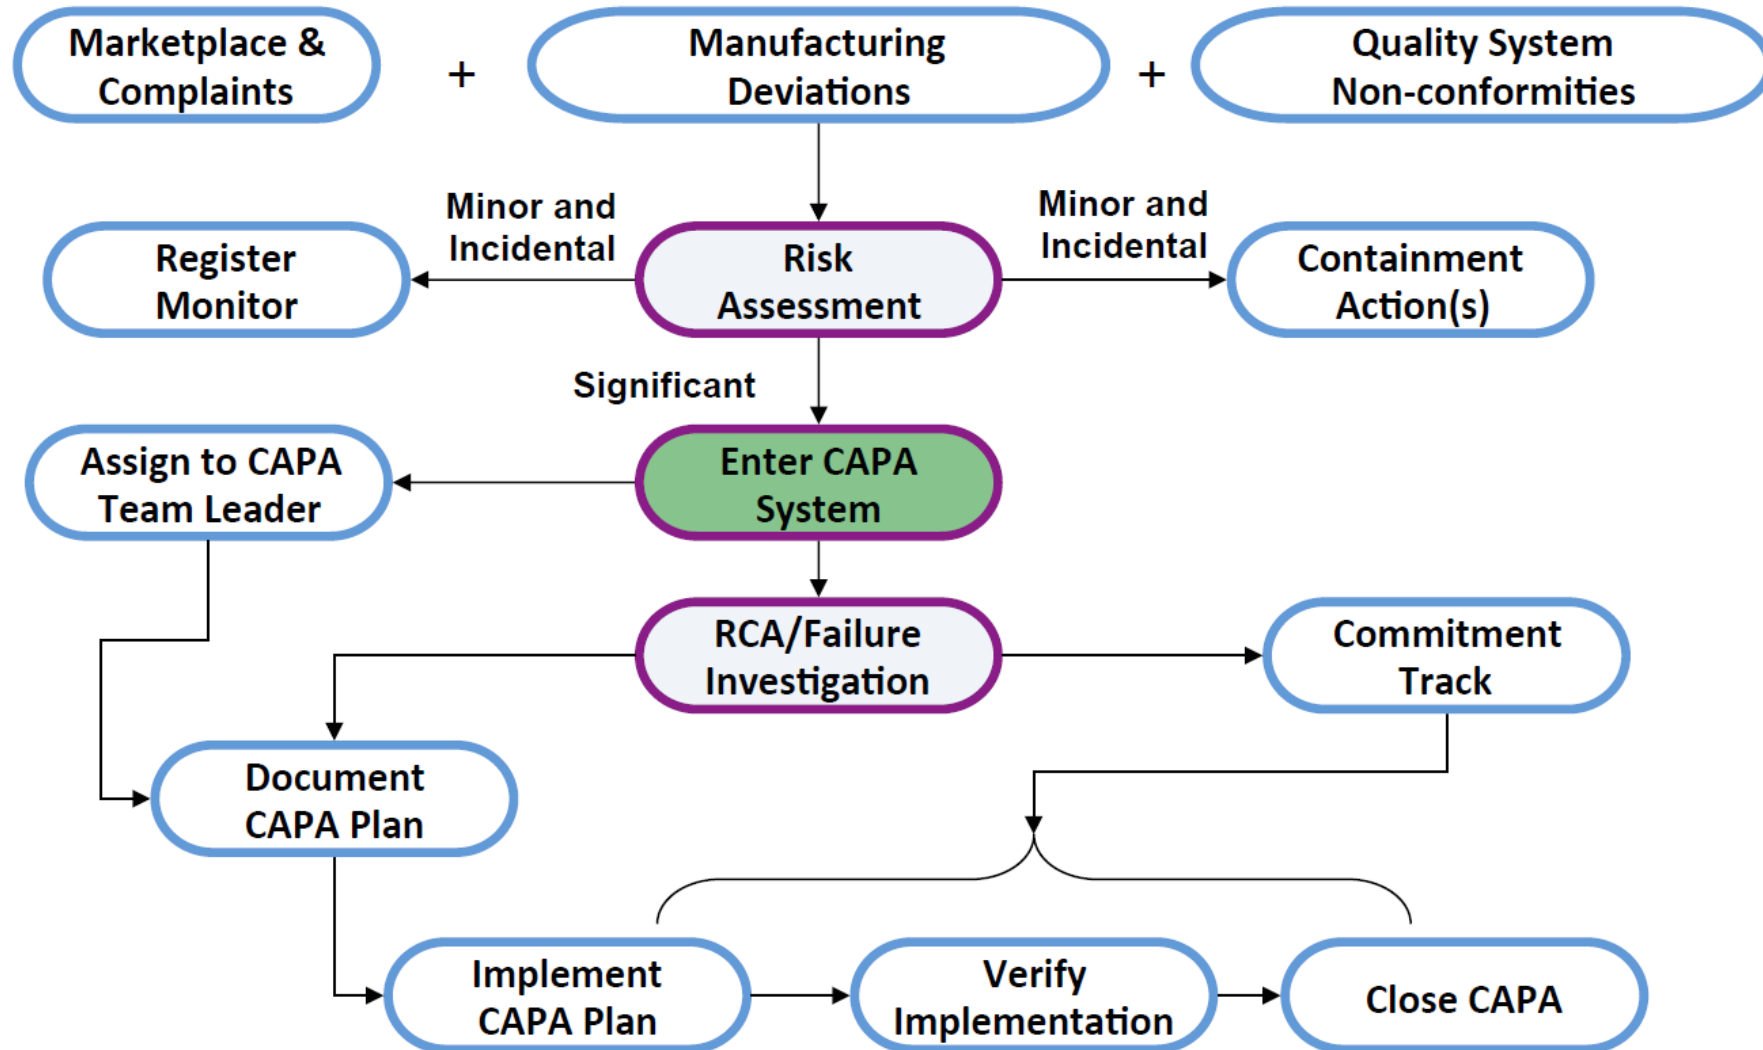 Marketplace &
Complaints
+
Manufacturing
Deviations
+
Quality System
Non-conformities
Minor and
Incidental
Minor and
Incidental
Register
Monitor
Risk
Assessment
Containment
Action(s)
Significant
Assign to CAPA
Team Leader
Enter CAPA
System
RCA/Failure
Investigation
Commitment
Track
Document
CAPA Plan
Implement
CAPA Plan
Verify
Implementation
Close CAPA